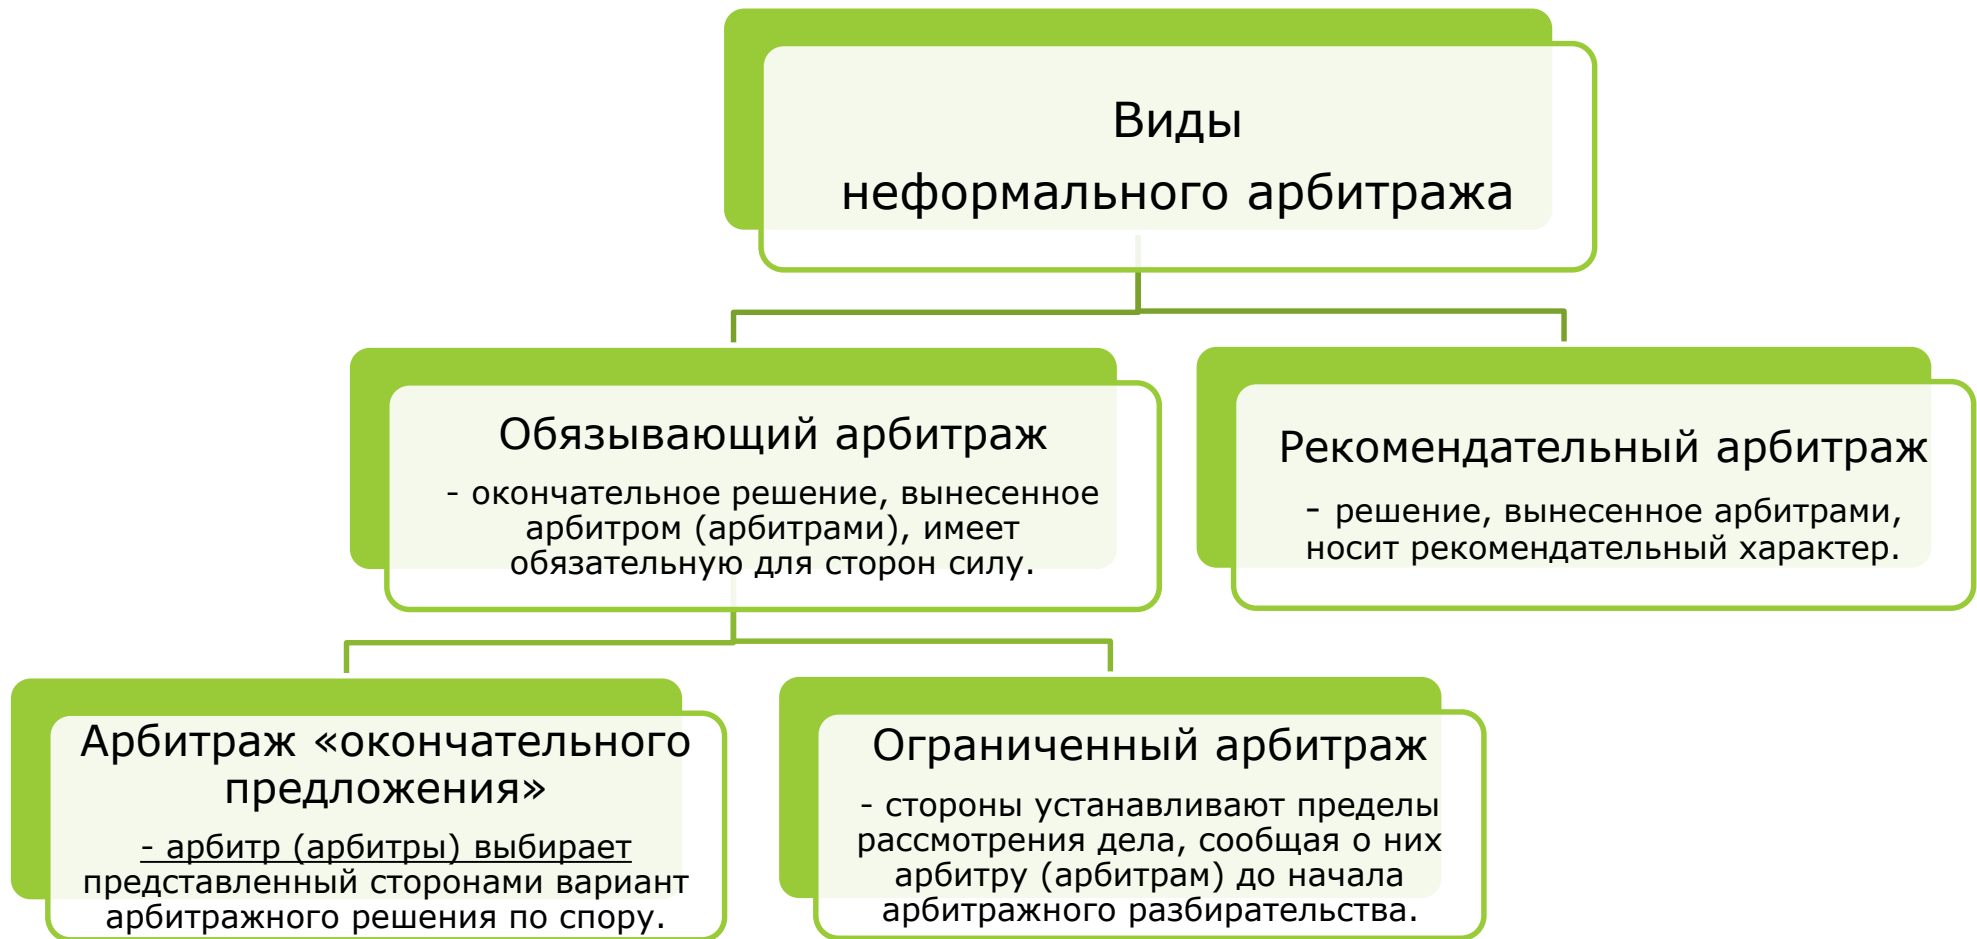 Виды
неформального арбитража
Обязывающий арбитраж
- окончательное решение, вынесенное
арбитром (арбитрами), имеет
обязательную для сторон силу.
Рекомендательный арбитраж
- решение, вынесенное арбитрами,
носит рекомендательный характер.
Арбитраж «окончательного
предложения»
- арбитр (арбитры) выбирает
представленный сторонами вариант
арбитражного решения по спору.
Ограниченный арбитраж
- стороны устанавливают пределы
рассмотрения дела, сообщая о них
арбитру (арбитрам) до начала
арбитражного разбирательства.